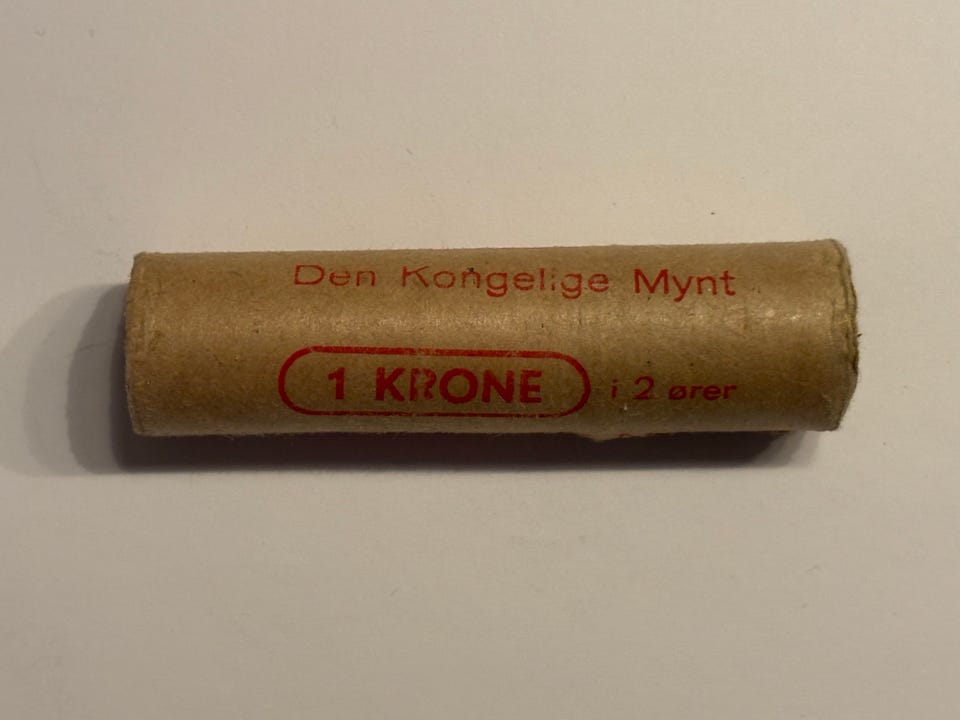 Den Kongelige Mynt
1 KRONE i 2 ører